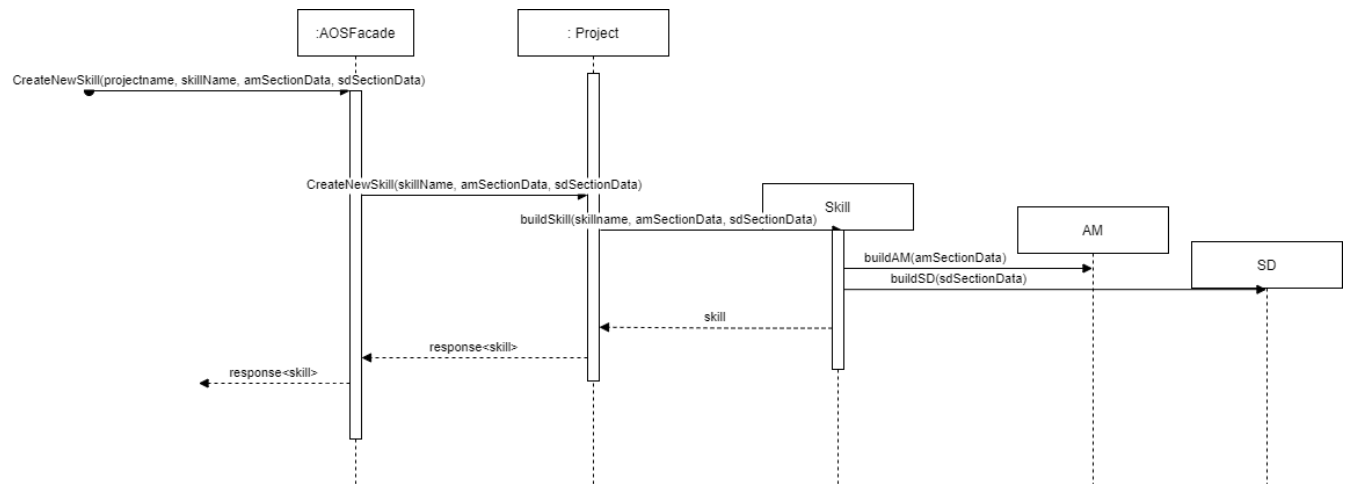 :AOSFacade
: Project
CreateNewSkill(projectname, skillName, amSectionData, sdSectionData)
CreateNewSkill(skillName, amSectionData, sdSectionData)
Skill
buildSkill(skillname, amSectionData, sdSectionData)
AM
buildAM(amSectionData)
SD
buildSD(sdSectionData)
skill
response<skill>
response<skill>